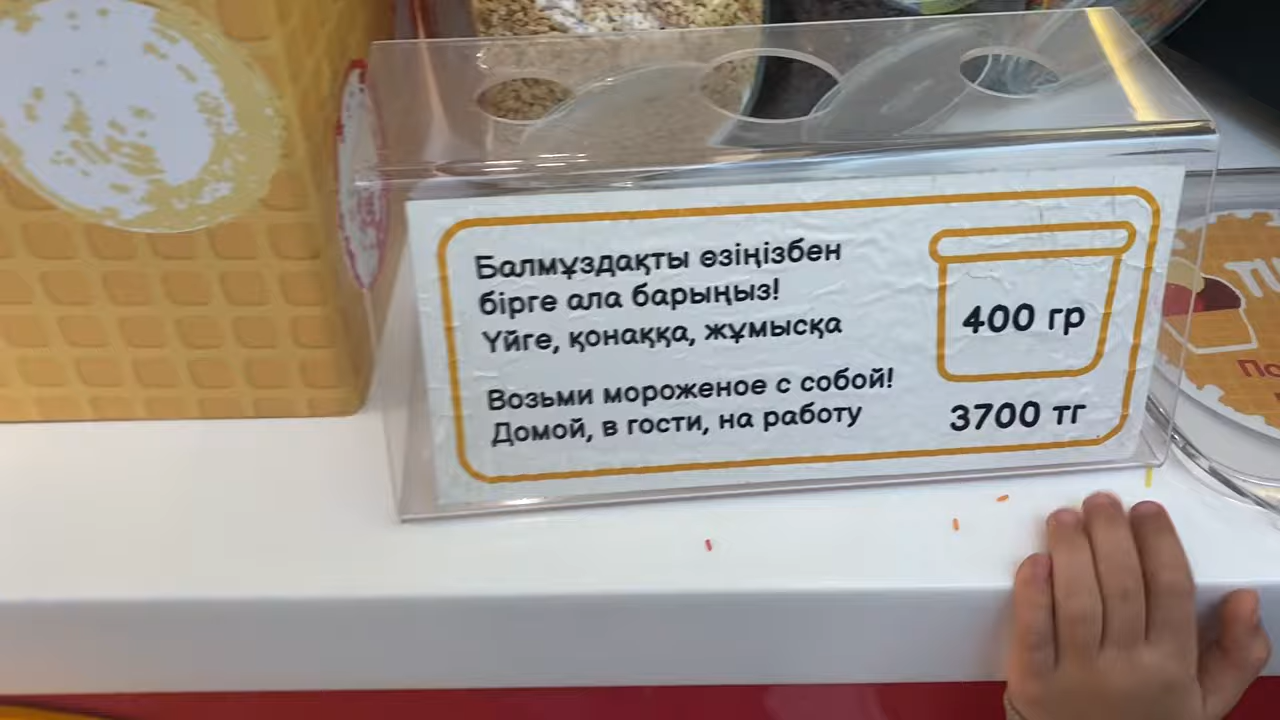 Балмұздақты өзіңізбен
бірге ала барыңыз!
Үйге, қонаққа, жұмысқа
Возьми мороженое с собой!
Домой, в гости, на работу
400 гр
3700 тг